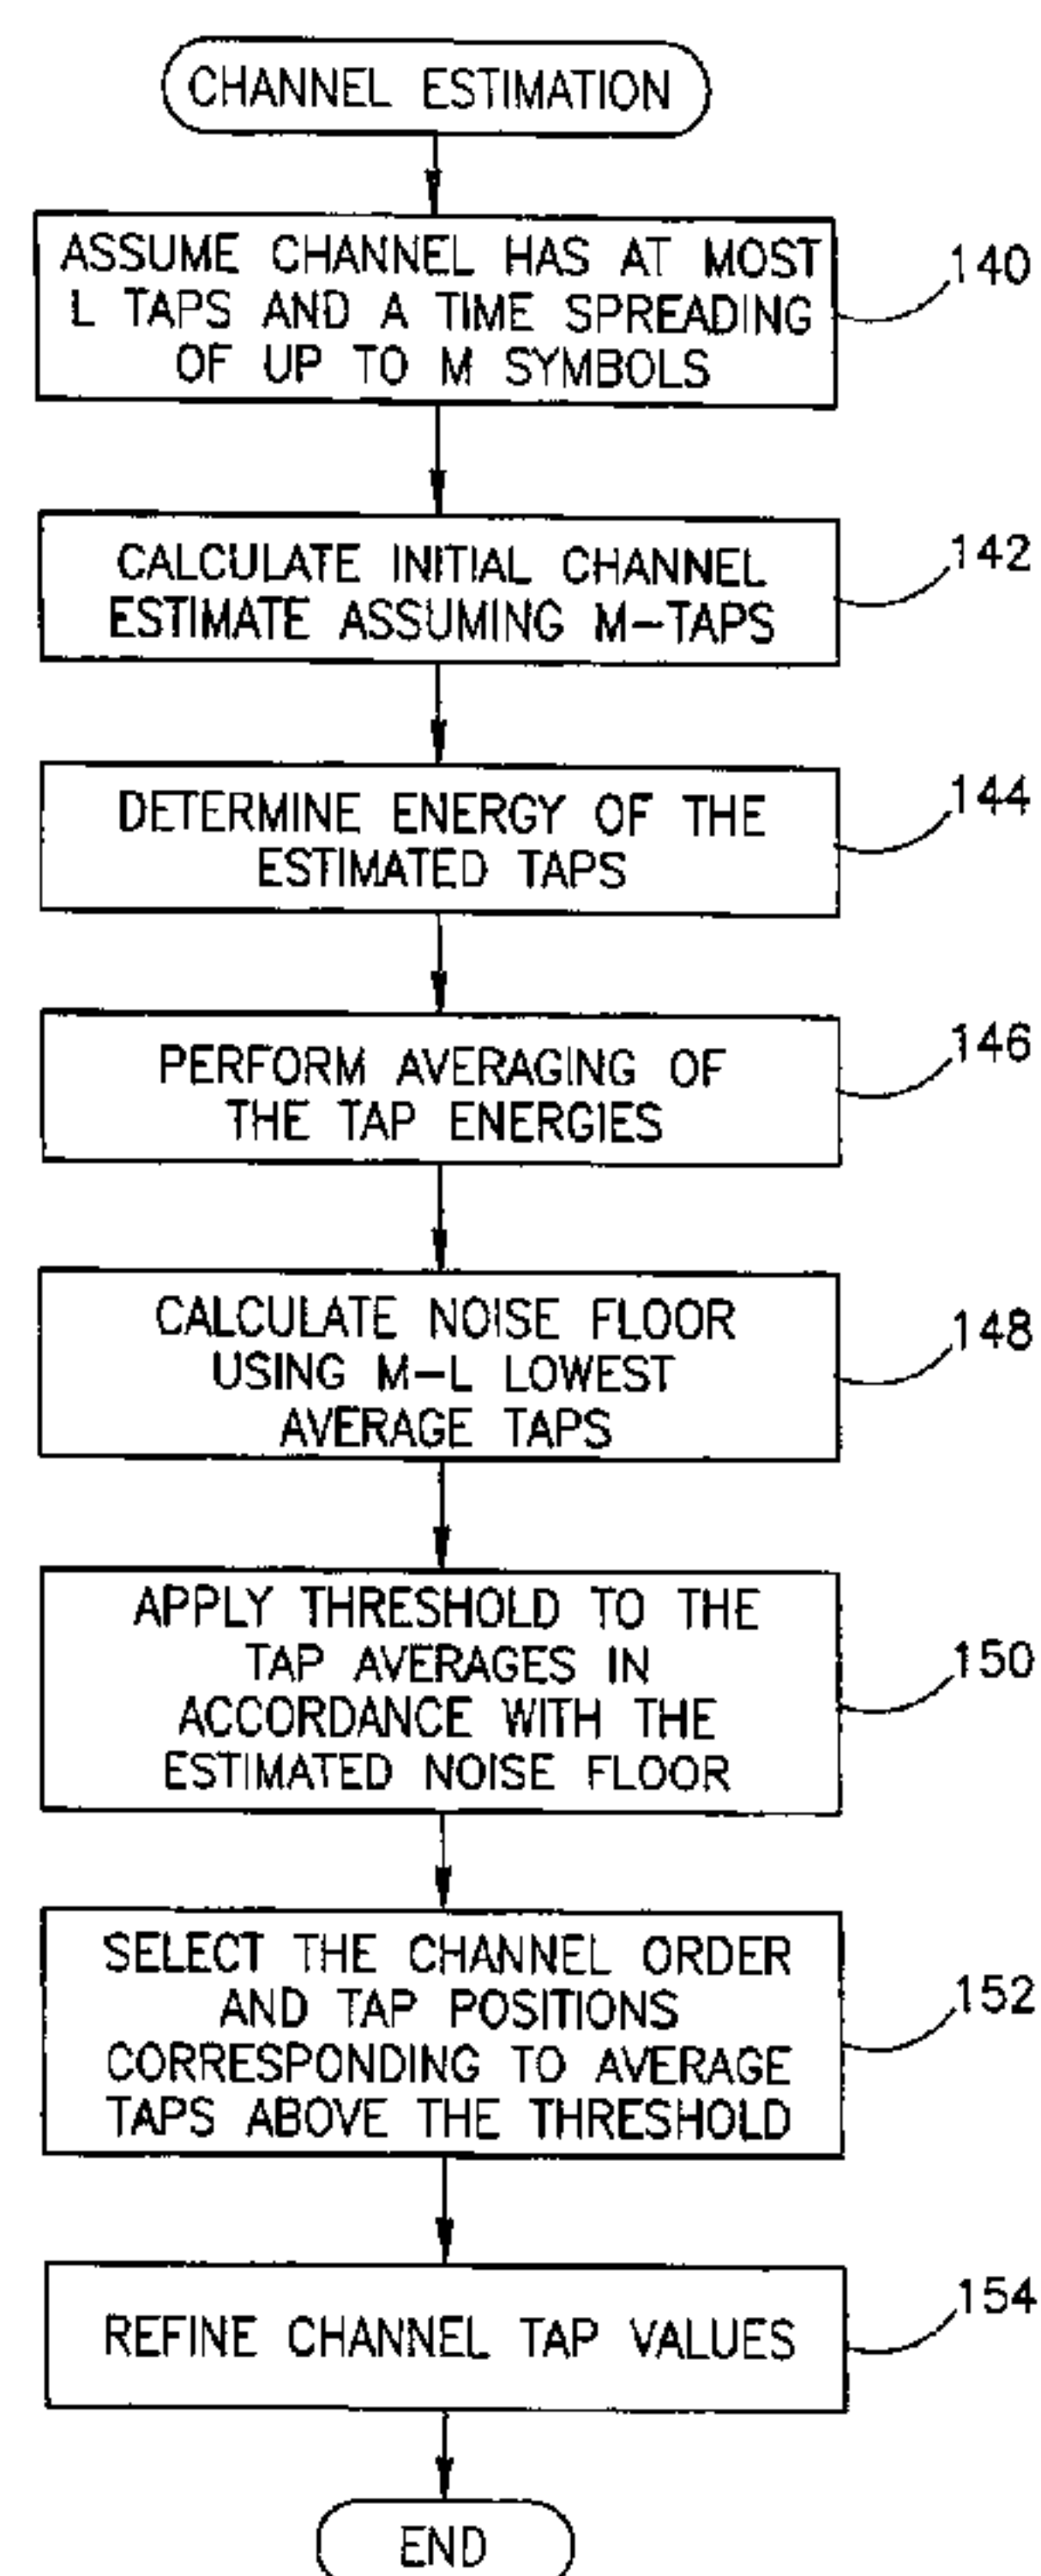 CHANNEL ESTIMATION
ASSUME CHANNEL HAS AT MOST
L TAPS AND A TIME SPREADING
OF UP TO M SYMBOLS
140
CALCULATE INITIAL CHANNEL
ESTIMATE ASSUMING M-TAPS
142
DETERMINE ENERGY OF THE
ESTIMATED TAPS
144
PERFORM AVERAGING OF
THE TAP ENERGIES
146
CALCULATE NOISE FLOOR
USING M-L LOWEST
AVERAGE TAPS
148
APPLY THRESHOLD TO THE
TAP AVERAGES IN
ACCORDANCE WITH THE
ESTIMATED NOISE FLOOR
150
SELECT THE CHANNEL ORDER
AND TAP POSITIONS
CORRESPONDING TO AVERAGE
TAPS ABOVE THE THRESHOLD
152
REFINE CHANNEL TAP VALUES
154
END